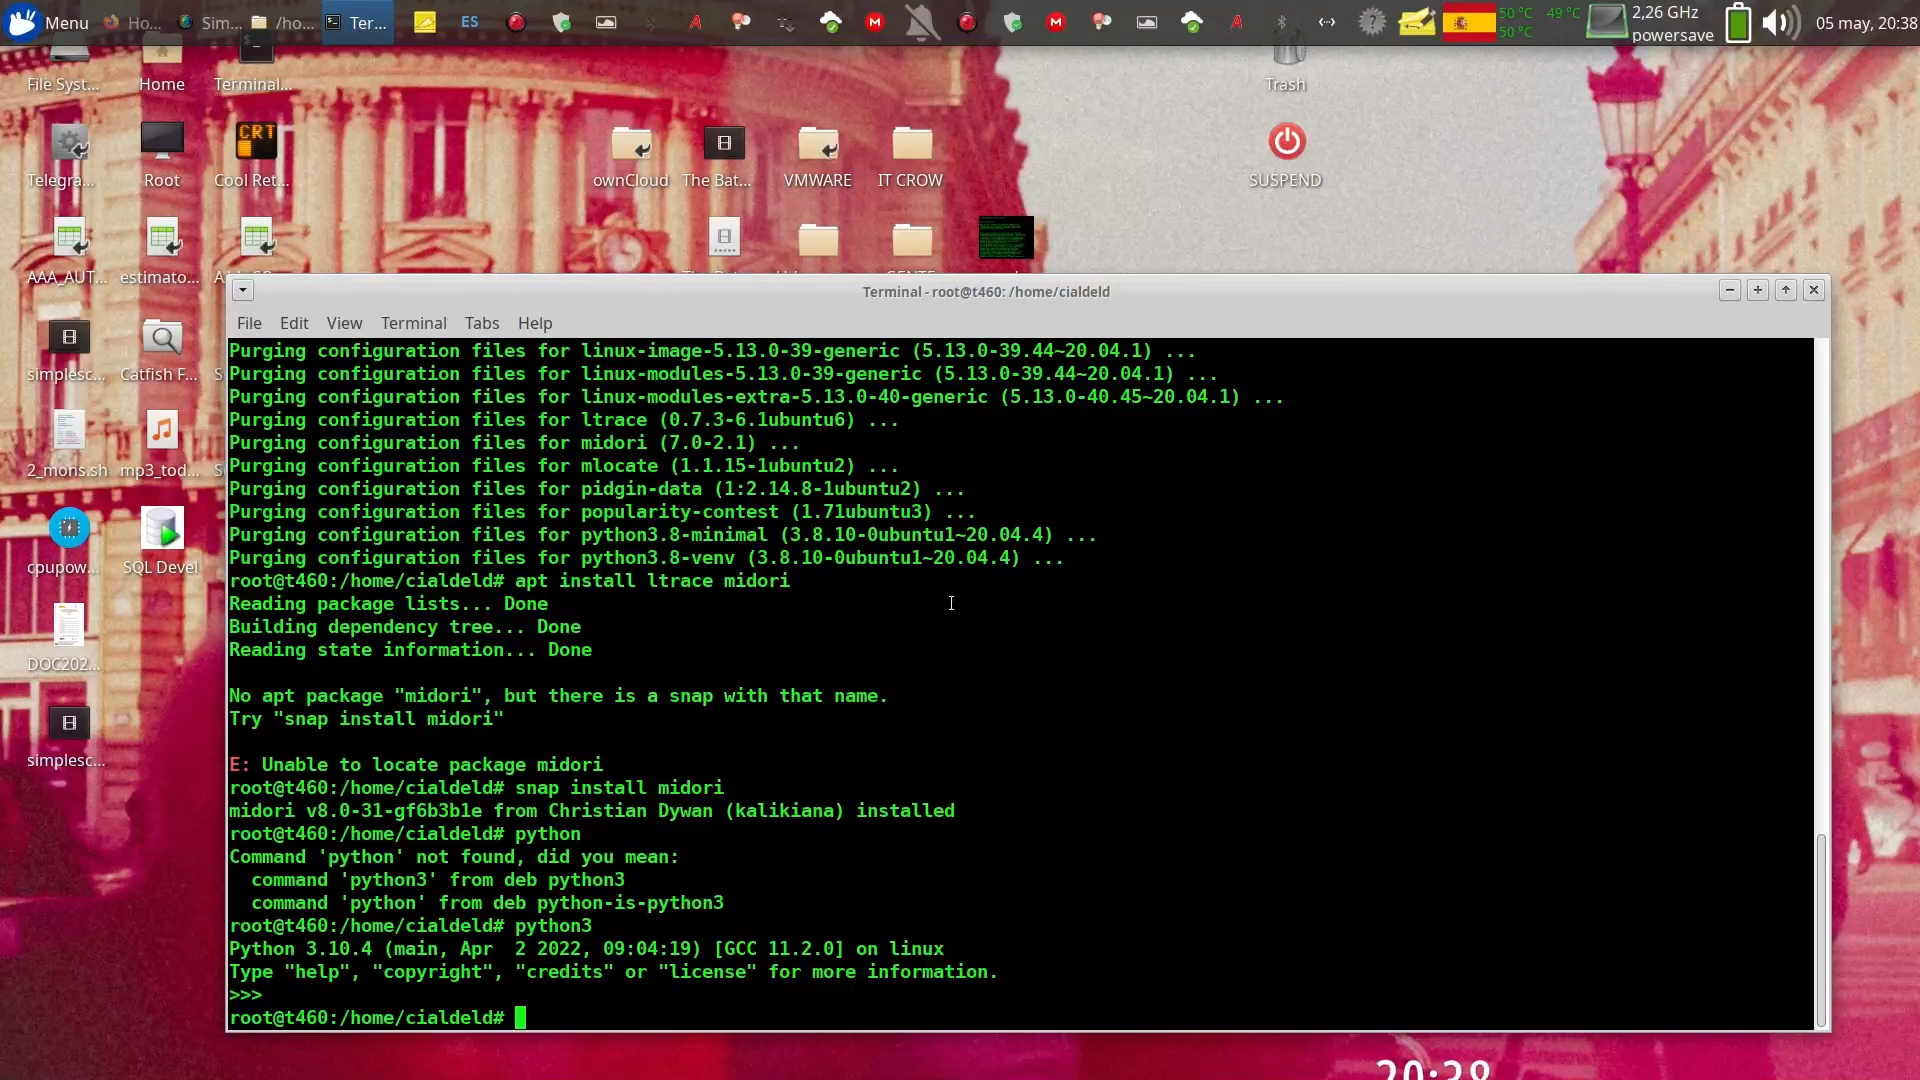 Menu
Ho...
Sim...
/ho...
Ter...
ES
50 °C 49 °C
50 °C
2,26 GHz
powersave
05 may, 20:38
File Syst...
Home
Terminal...
Trash
Telegra...
Root
CRT
Cool Ret...
ownCloud
The Bat...
VMWARE
IT CROW
SUSPEND
AAA_AUT...
estimato...
simplesc...
Catfish F...
2_mons.sh
mp3_tod...
cpupow...
SQL Devel
DOC202...
simplesc...
Terminal - root@t460: /home/cialdeld
File Edit View Terminal Tabs Help
Purging configuration files for linux-image-5.13.0-39-generic (5.13.0-39.44~20.04.1) ...
Purging configuration files for linux-modules-5.13.0-39-generic (5.13.0-39.44~20.04.1) ...
Purging configuration files for linux-modules-extra-5.13.0-40-generic (5.13.0-40.45~20.04.1) ...
Purging configuration files for ltrace (0.7.3-6.1ubuntu6) ...
Purging configuration files for midori (7.0-2.1) ...
Purging configuration files for mlocate (1.1.15-1ubuntu2) ...
Purging configuration files for pidgin-data (1:2.14.8-1ubuntu2) ...
Purging configuration files for popularity-contest (1.71ubuntu3) ...
Purging configuration files for python3.8-minimal (3.8.10-0ubuntu1~20.04.4) ...
Purging configuration files for python3.8-venv (3.8.10-0ubuntu1~20.04.4) ...
root@t460:/home/cialdeld# apt install ltrace midori
Reading package lists... Done
Building dependency tree... Done
Reading state information... Done
No apt package "midori", but there is a snap with that name.
Try "snap install midori"
E: Unable to locate package midori
root@t460:/home/cialdeld# snap install midori
midori v8.0-31-gf6b3b1e from Christian Dywan (kalikiana) installed
root@t460:/home/cialdeld# python
Command 'python' not found, did you mean:
command 'python3' from deb python3
command 'python' from deb python-is-python3
root@t460:/home/cialdeld# python3
Python 3.10.4 (main, Apr  2 2022, 09:04:19) [GCC 11.2.0] on linux
Type "help", "copyright", "credits" or "license" for more information.
>>>
root@t460:/home/cialdeld#
20:38